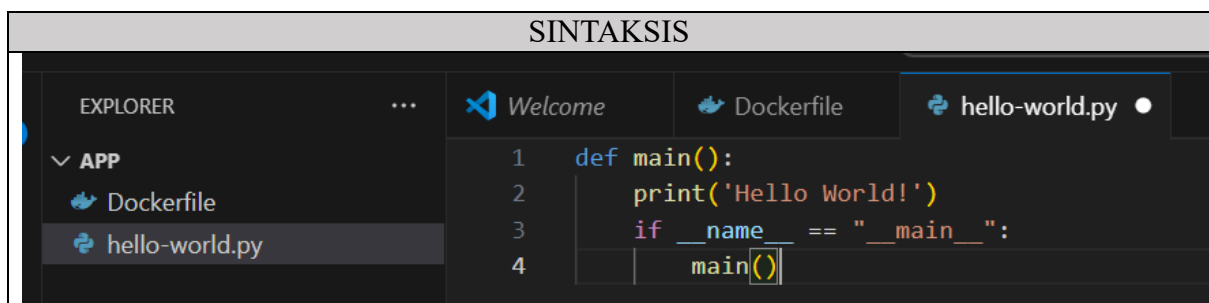 SINTAKSIS
EXPLORER ... Welcome Dockerfile hello-world.py
APP
Dockerfile
hello-world.py
1 def main():
2     print('Hello World!')
3     if __name__ == "__main__":
4         main()